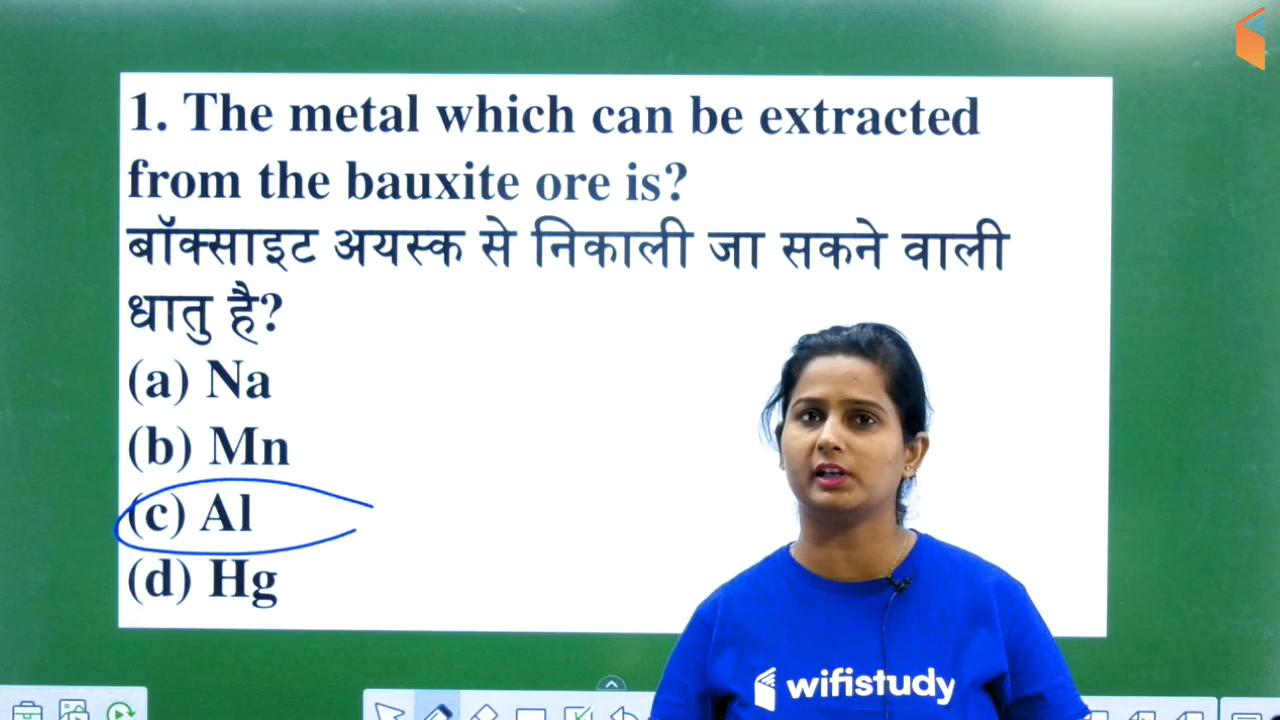 1. The metal which can be extracted
from the bauxite ore is?
बॉक्साइट अयस्क से निकाली जा सकने वाली
धातु है?
(a) Na
(b) Mn
(c) Al
(d) Hg
wifistudy